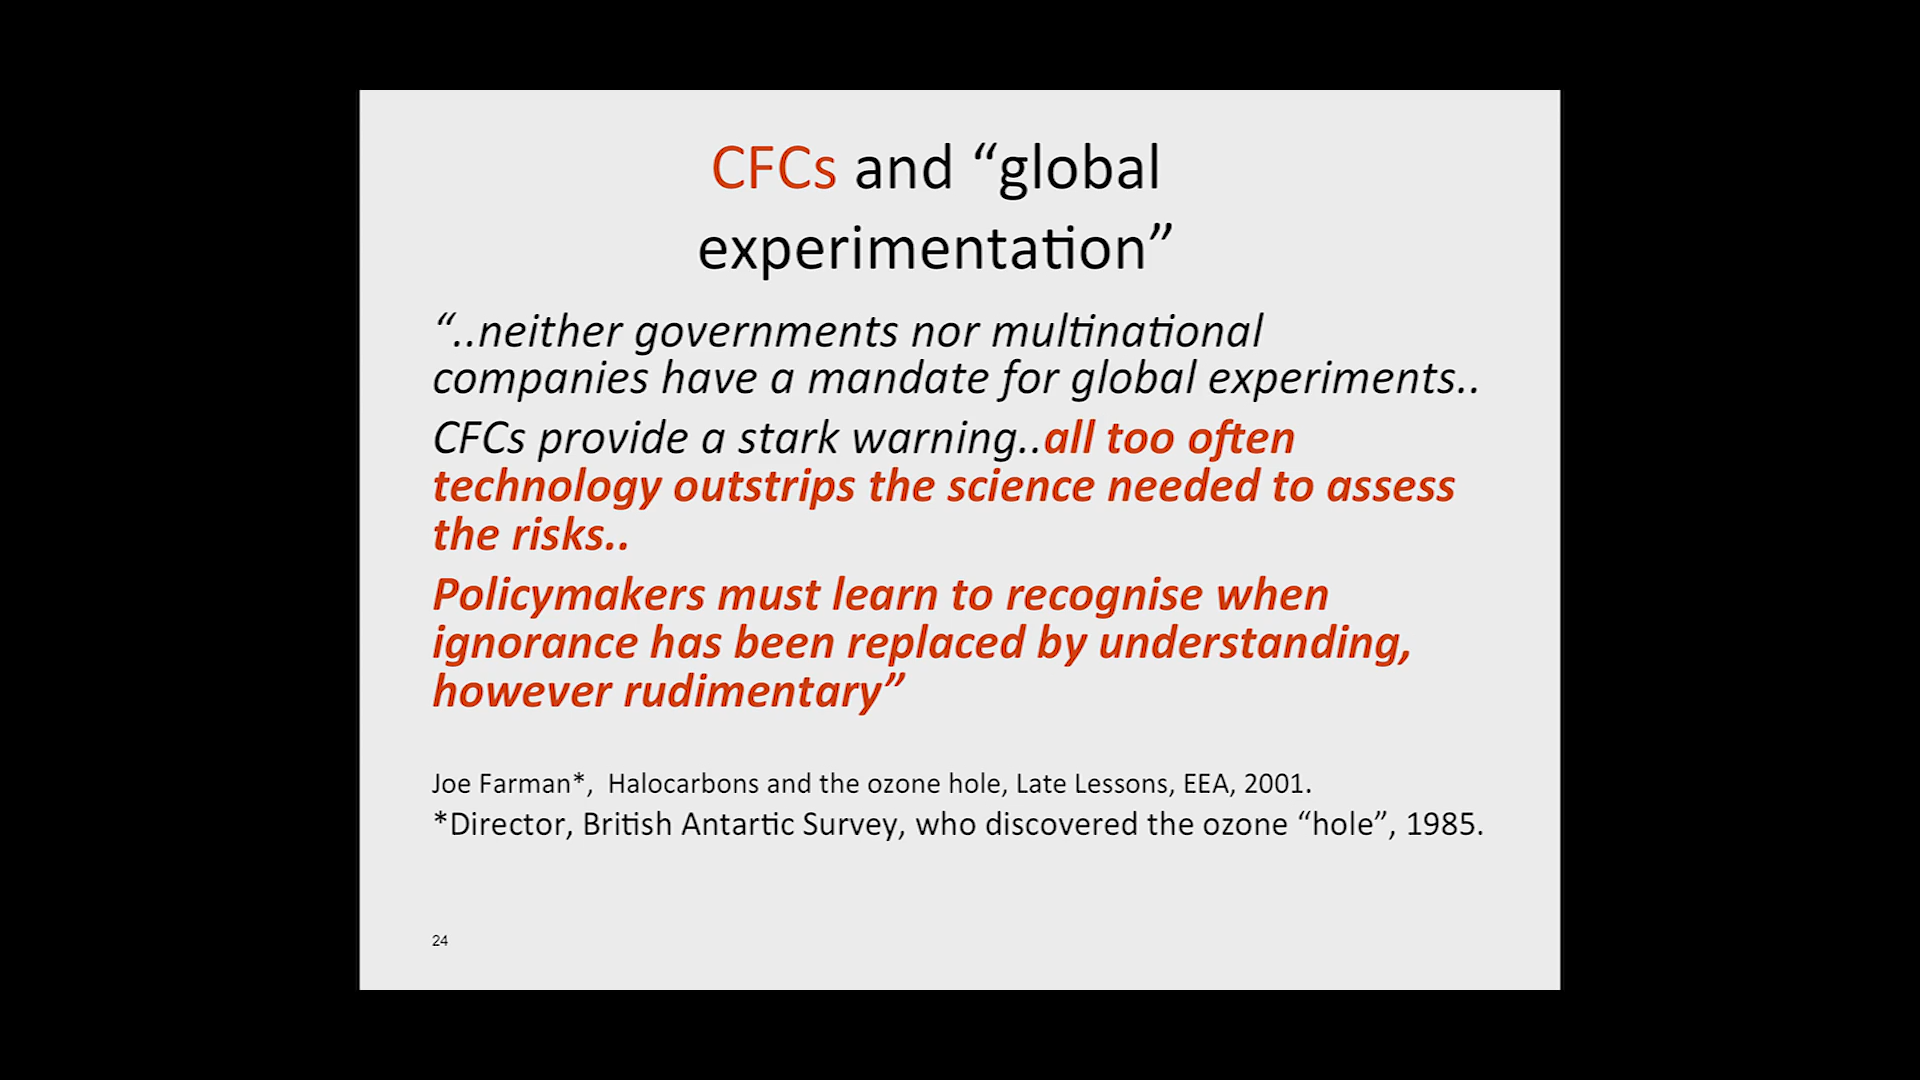 CFCs and “global
experimentation”
“..neither governments nor multinational
companies have a mandate for global experiments..
CFCs provide a stark warning..all too often
technology outstrips the science needed to assess
the risks..
Policymakers must learn to recognise when
ignorance has been replaced by understanding,
however rudimentary”
Joe Farman*,  Halocarbons and the ozone hole, Late Lessons, EEA, 2001.
*Director, British Antartic Survey, who discovered the ozone “hole”, 1985.
24